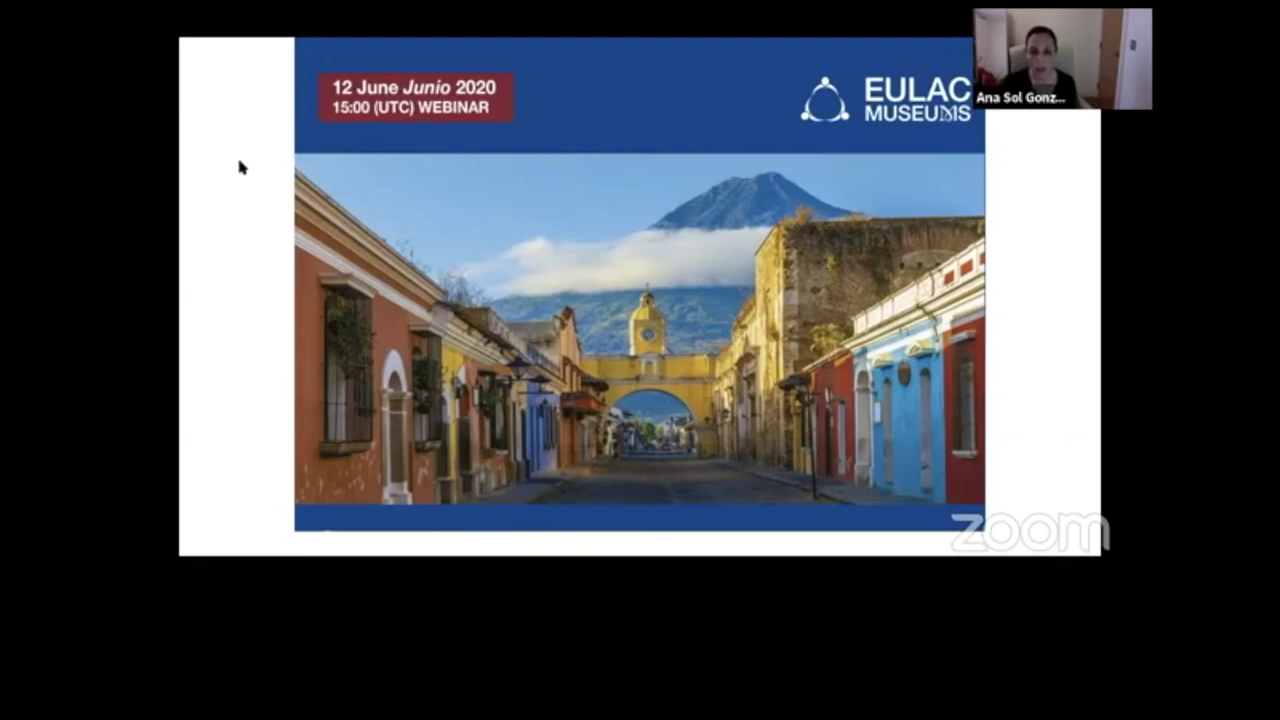 12 June Junio 2020
15:00 (UTC) WEBINAR
EULAC
MUSEUMS
Ana Sol Gonz...
zoom